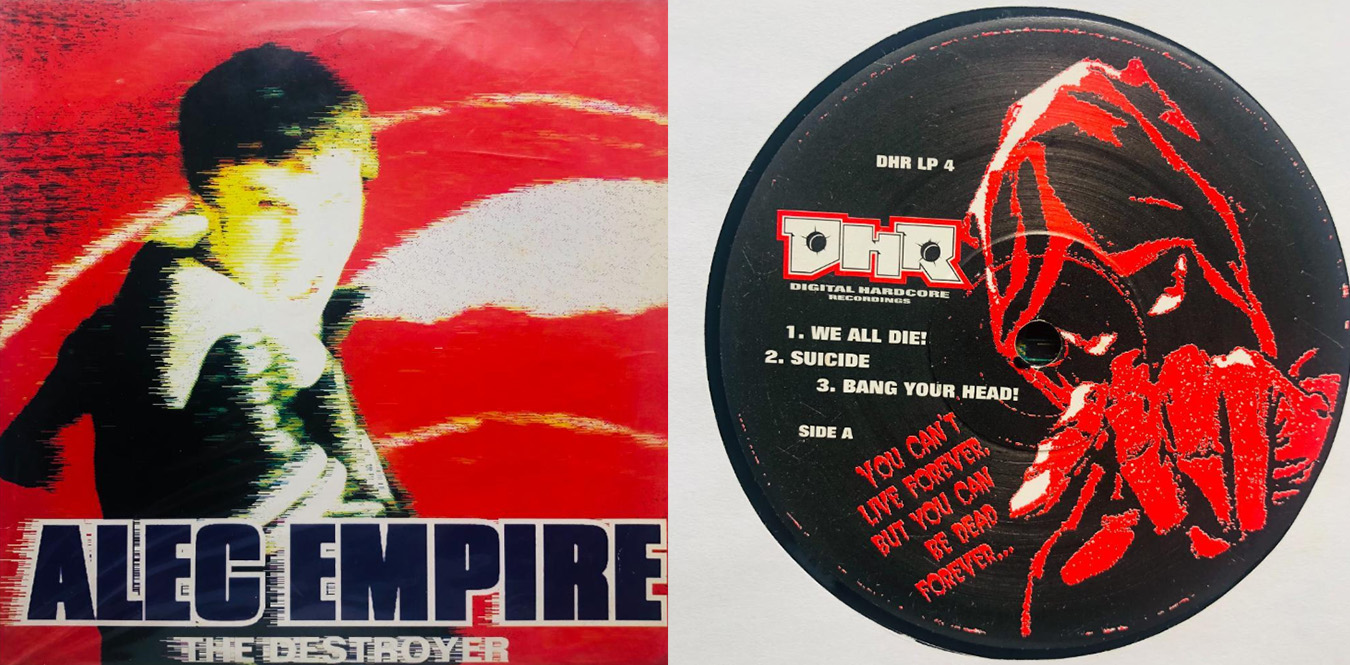 ALEC EMPIRE
THE DESTROYER
DHR LP 4
DHR
DIGITAL HARDCORE
RECORDINGS
1. WE ALL DIE!
2. SUICIDE
3. BANG YOUR HEAD!
SIDE A
YOU CAN'T
LIVE FOREVER,
BUT YOU CAN
BE DEAD
FOREVER...